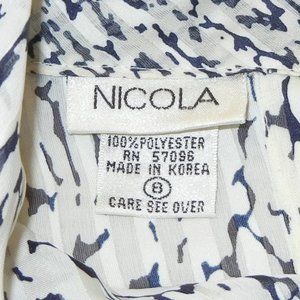 NICOLA
100% POLYESTER
RN 57096
MADE IN KOREA
8
CARE SEE OVER